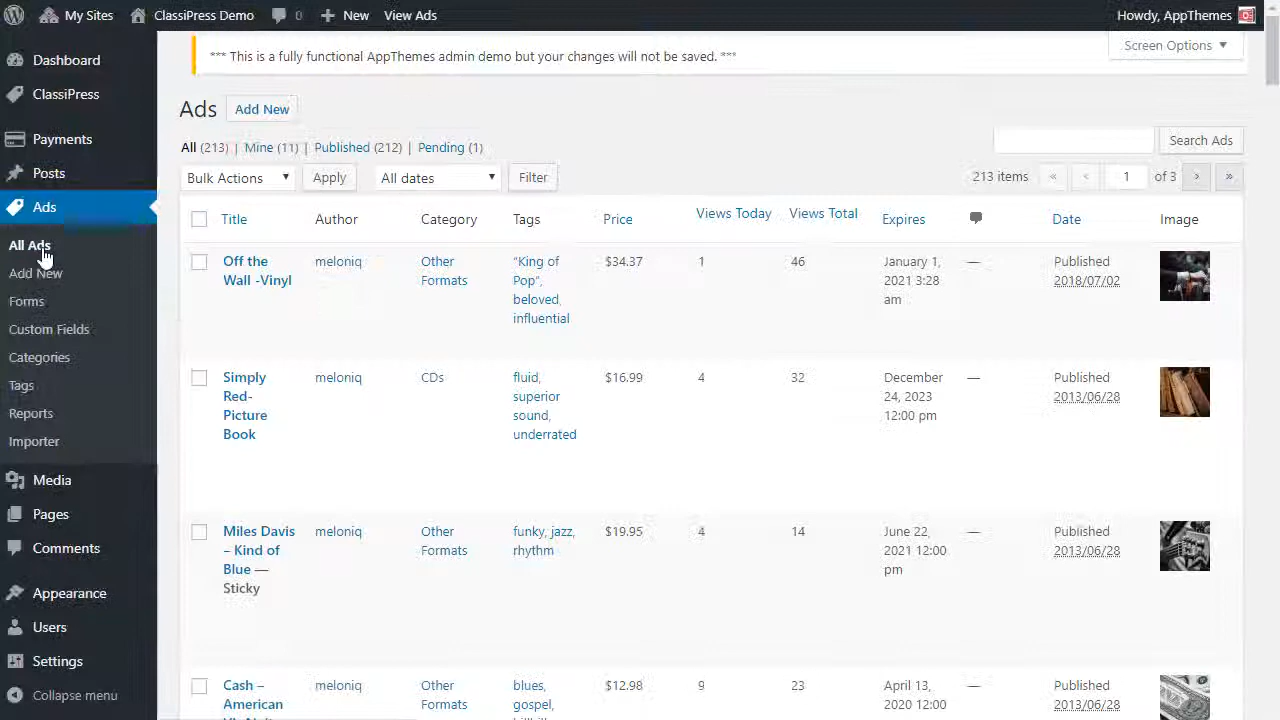 My Sites ClassiPress Demo 0 New View Ads Howdy, AppThemes
Dashboard
ClassiPress
Payments
Posts
Ads
All Ads
Add New
Forms
Custom Fields
Categories
Tags
Reports
Importer
Media
Pages
Comments
Appearance
Users
Settings
Collapse menu
*** This is a fully functional AppThemes admin demo but your changes will not be saved. ***
Screen Options
Ads Add New
All (213) | Mine (11) | Published (212) | Pending (1)
Search Ads
Bulk Actions Apply All dates Filter
213 items « ‹ 1 of 3 › »
Title Author Category Tags Price Views Today Views Total Expires Date Image
Off the
Wall -Vinyl
meloniq
Other
Formats
"King of
Pop",
beloved,
influential
$34.37
1
46
January 1,
2021 3:28
am
—
Published
2018/07/02
Simply
Red-
Picture
Book
meloniq
CDs
fluid,
superior
sound,
underrated
$16.99
4
32
December
24, 2023
12:00 pm
—
Published
2013/06/28
Miles Davis
– Kind of
Blue —
Sticky
meloniq
Other
Formats
funky, jazz,
rhythm
$19.95
4
14
June 22,
2021 12:00
pm
—
Published
2013/06/28
Cash –
American
meloniq
Other
Formats
blues,
gospel,
$12.98
9
23
April 13,
2020 12:00
—
Published
2013/06/28